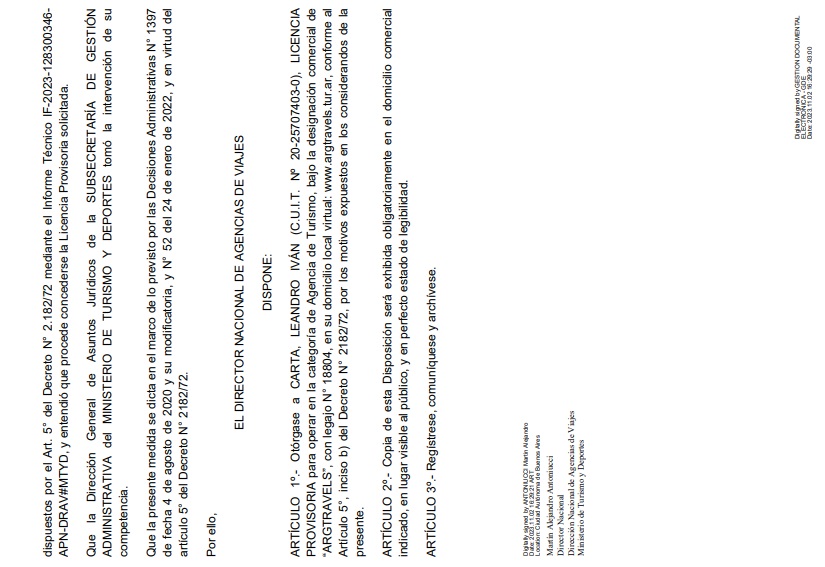 dispuestos por el Art. 5° del Decreto N° 2.182/72 mediante el Informe Técnico IF-2023-128300346-
APN-DRAV#MTYD, y entendió que procede concederse la Licencia Provisoria solicitada.
Que la Dirección General de Asuntos Jurídicos de la SUBSECRETARÍA DE GESTIÓN
ADMINISTRATIVA del MINISTERIO DE TURISMO Y DEPORTES tomó la intervención de su
competencia.
Que la presente medida se dicta en el marco de lo previsto por las Decisiones Administrativas N° 1397
de fecha 4 de agosto de 2020 y su modificatoria, y N° 52 del 24 de enero de 2022, y en virtud del
artículo 5° del Decreto N° 2182/72.
Por ello,
EL DIRECTOR NACIONAL DE AGENCIAS DE VIAJES
DISPONE:
ARTÍCULO 1º.- Otórgase a CARTA, LEANDRO IVÁN (C.U.I.T. Nº 20-25707403-0), LICENCIA
PROVISORIA para operar en la categoría de Agencia de Turismo, bajo la designación comercial de
"ARGTRAVELS", con legajo N° 18804, en su domicilio local virtual: www.argtravels.tur.ar, conforme al
Artículo 5°, inciso b) del Decreto N° 2182/72, por los motivos expuestos en los considerandos de la
presente.
ARTÍCULO 2º.- Copia de esta Disposición será exhibida obligatoriamente en el domicilio comercial
indicado, en lugar visible al público, y en perfecto estado de legibilidad.
ARTÍCULO 3º.- Regístrese, comuníquese y archívese.
Digitally signed by ANTONIUCCI Martín Alejandro
Date: 2023.11.02 16:29:21 ART
Location: Ciudad Autónoma de Buenos Aires
Martín Alejandro Antoniucci
Director Nacional
Dirección Nacional de Agencias de Viajes
Ministerio de Turismo y Deportes
Digitally signed by GESTION DOCUMENTAL
ELECTRONICA - GDE
Date: 2023.11.02 16:29:29 -03:00